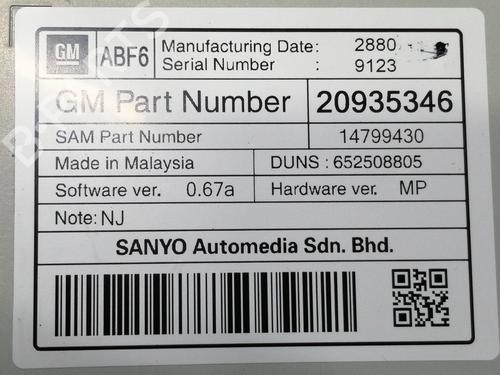 GM
ABF6
Manufacturing Date: 2880
Serial Number : 9123
GM Part Number 20935346
SAM Part Number 14799430
Made in Malaysia DUNS : 652508805
Software ver. 0.67a Hardware ver. MP
Note: NJ
SANYO Automedia Sdn. Bhd.